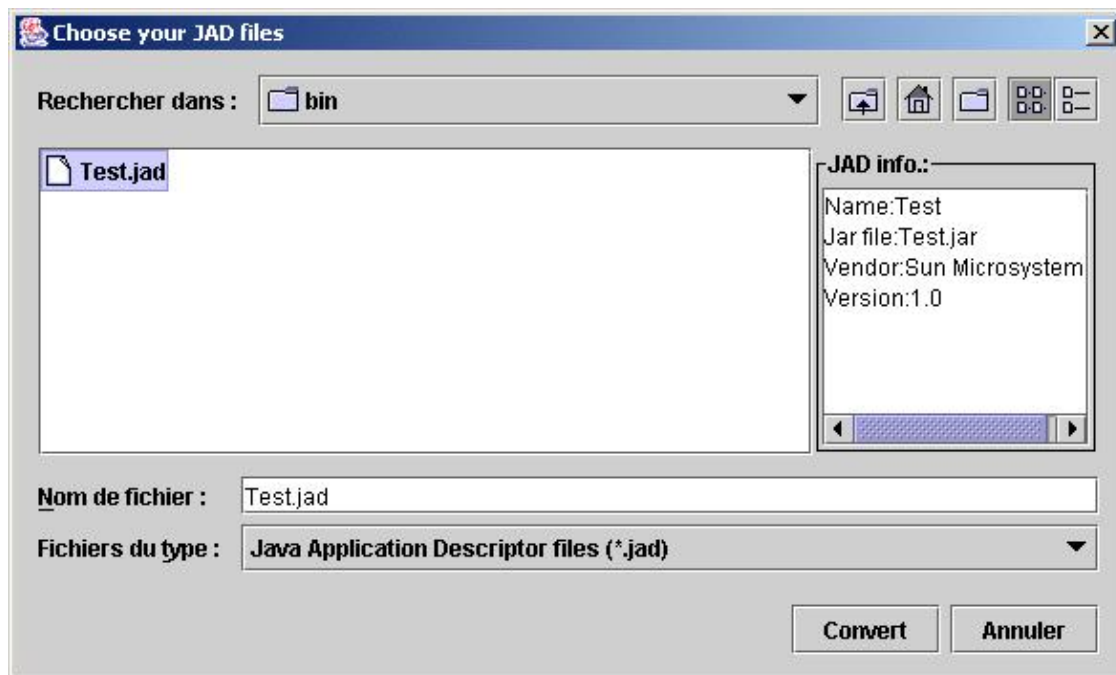 Choose your JAD files
Rechercher dans :
bin
Test.jad
JAD info.:
Name:Test
Jar file:Test.jar
Vendor:Sun Microsystem
Version:1.0
Nom de fichier :
Test.jad
Fichiers du type :
Java Application Descriptor files (*.jad)
Convert
Annuler